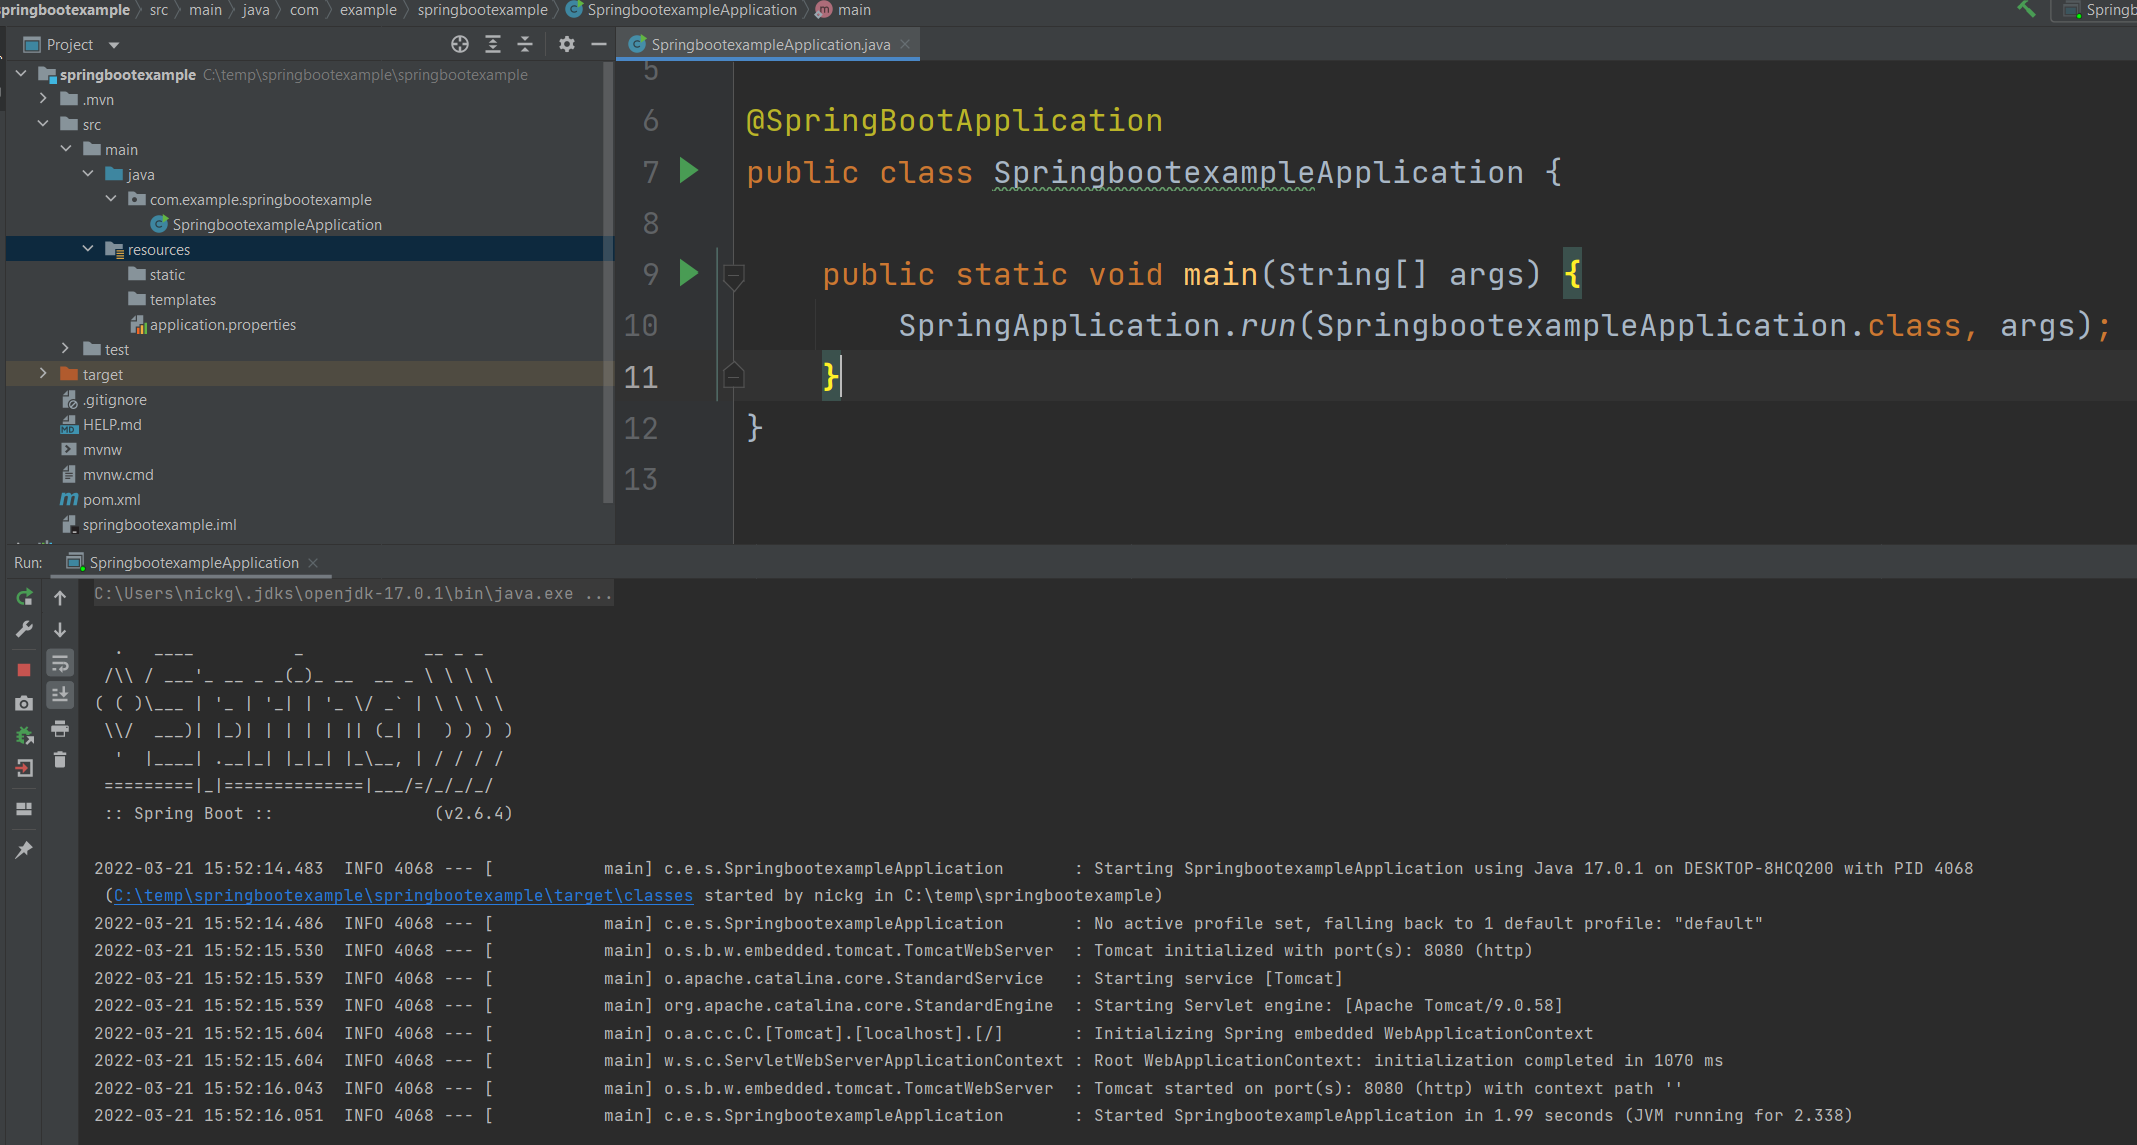 springbootexample src main java com example springbootexample SpringbootexampleApplication main
Project
SpringbootexampleApplication.java
springbootexample C:\temp\springbootexample\springbootexample
.mvn
src
main
java
com.example.springbootexample
SpringbootexampleApplication
resources
static
templates
application.properties
test
target
.gitignore
HELP.md
mvnw
mvnw.cmd
pom.xml
springbootexample.iml
5
6 @SpringBootApplication
7 public class SpringbootexampleApplication {
8
9 public static void main(String[] args) {
10 SpringApplication.run(SpringbootexampleApplication.class, args);
11 }
12 }
13
Run: SpringbootexampleApplication
C:\Users\nickg\.jdks\openjdk-17.0.1\bin\java.exe ...
  .   ____          _            __ _ _
 /\\ / ___'_ __ _ _(_)_ __  __ _ \ \ \ \
( ( )\___ | '_ | '_| | '_ \/ _` | \ \ \ \
 \\/  ___)| |_)| | | | | || (_| |  ) ) ) )
  '  |____| .__|_| |_|_| |_\__, | / / / /
 =========|_|==============|___/=/_/_/_/
 :: Spring Boot ::                (v2.6.4)
2022-03-21 15:52:14.483  INFO 4068 --- [           main] c.e.s.SpringbootexampleApplication       : Starting SpringbootexampleApplication using Java 17.0.1 on DESKTOP-8HCQ200 with PID 4068
 (C:\temp\springbootexample\springbootexample\target\classes started by nickg in C:\temp\springbootexample)
2022-03-21 15:52:14.486  INFO 4068 --- [           main] c.e.s.SpringbootexampleApplication       : No active profile set, falling back to 1 default profile: "default"
2022-03-21 15:52:15.530  INFO 4068 --- [           main] o.s.b.w.embedded.tomcat.TomcatWebServer  : Tomcat initialized with port(s): 8080 (http)
2022-03-21 15:52:15.539  INFO 4068 --- [           main] o.apache.catalina.core.StandardService   : Starting service [Tomcat]
2022-03-21 15:52:15.539  INFO 4068 --- [           main] org.apache.catalina.core.StandardEngine  : Starting Servlet engine: [Apache Tomcat/9.0.58]
2022-03-21 15:52:15.604  INFO 4068 --- [           main] o.a.c.c.C.[Tomcat].[localhost].[/]       : Initializing Spring embedded WebApplicationContext
2022-03-21 15:52:15.604  INFO 4068 --- [           main] w.s.c.ServletWebServerApplicationContext : Root WebApplicationContext: initialization completed in 1070 ms
2022-03-21 15:52:16.043  INFO 4068 --- [           main] o.s.b.w.embedded.tomcat.TomcatWebServer  : Tomcat started on port(s): 8080 (http) with context path ''
2022-03-21 15:52:16.051  INFO 4068 --- [           main] c.e.s.SpringbootexampleApplication       : Started SpringbootexampleApplication in 1.99 seconds (JVM running for 2.338)